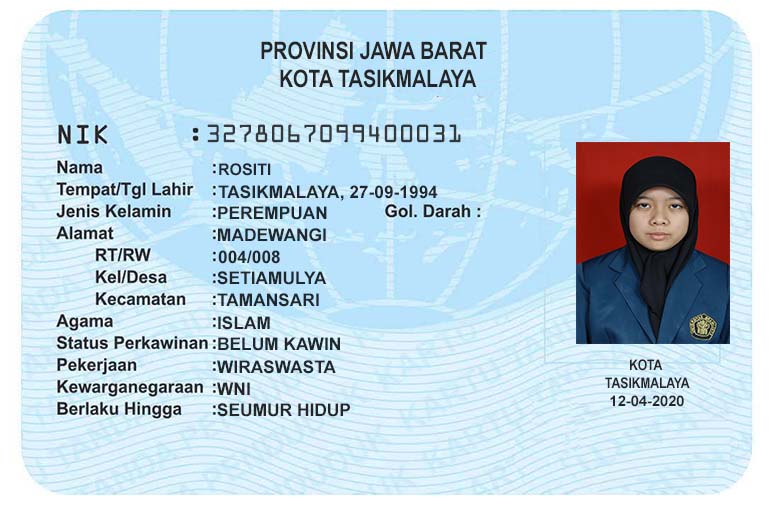 PROVINSI JAWA BARAT
KOTA TASIKMALAYA
NIK :3278067099400031
Nama :ROSITI
Tempat/Tgl Lahir :TASIKMALAYA, 27-09-1994
Jenis Kelamin :PEREMPUAN Gol. Darah :
Alamat :MADEWANGI
RT/RW :004/008
Kel/Desa :SETIAMULYA
Kecamatan :TAMANSARI
Agama :ISLAM
Status Perkawinan :BELUM KAWIN
Pekerjaan :WIRASWASTA
Kewarganegaraan :WNI
Berlaku Hingga :SEUMUR HIDUP
KOTA
TASIKMALAYA
12-04-2020